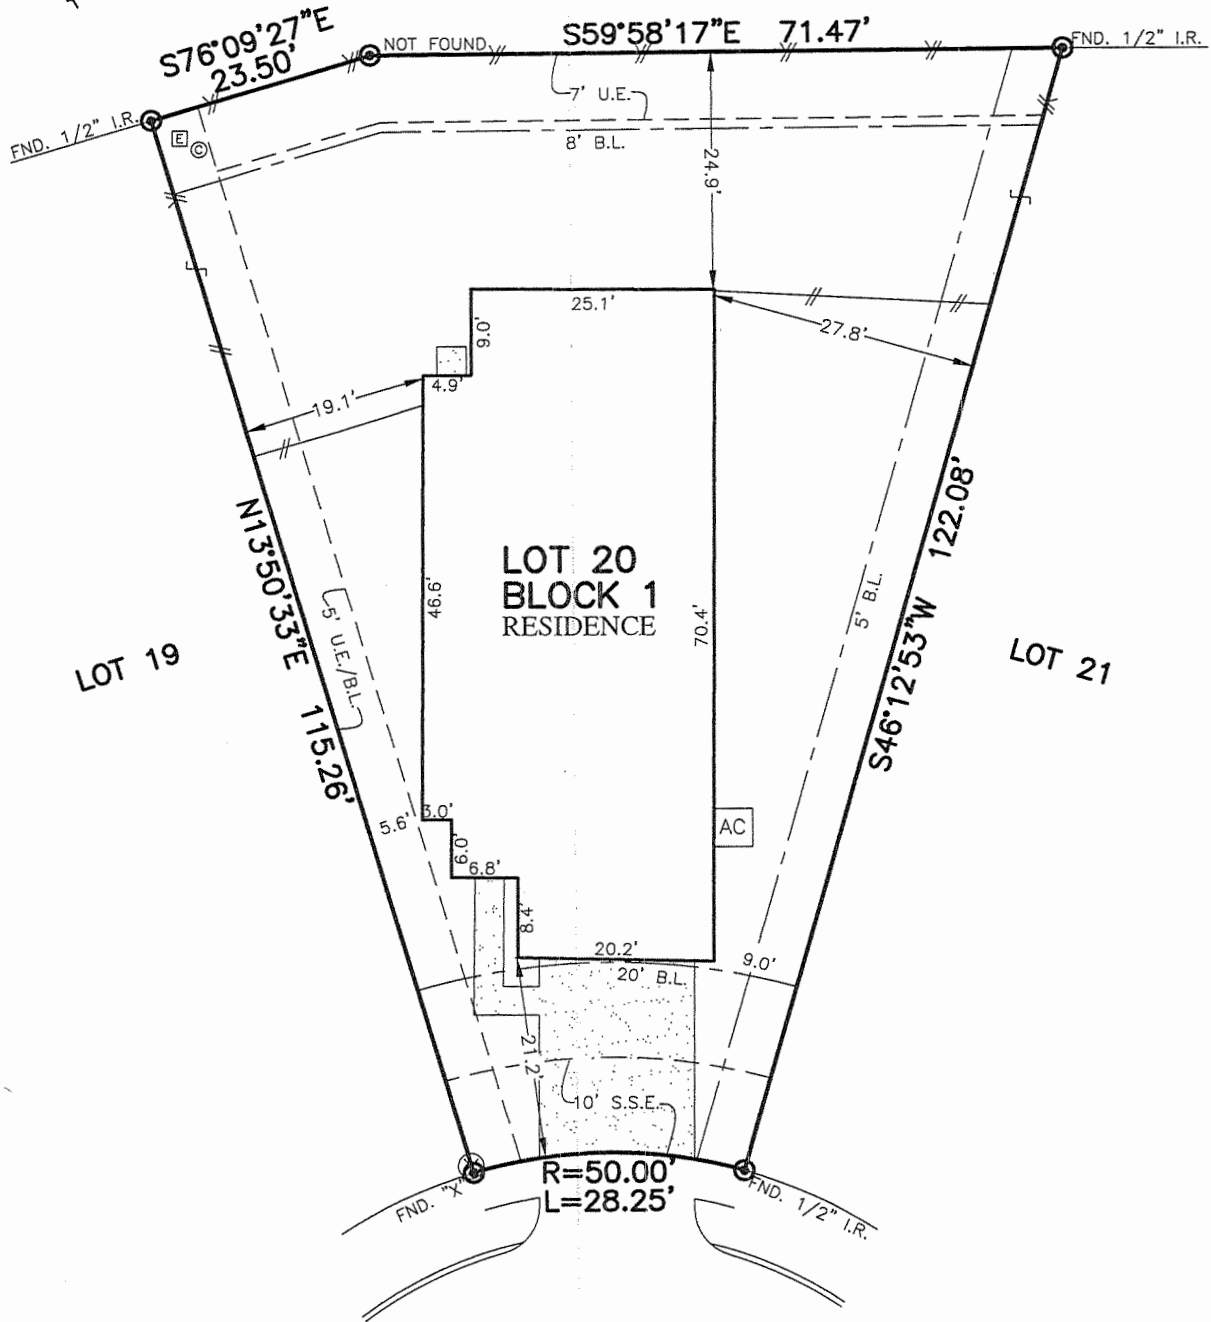 S76°09'27"E
23.50'
NOT FOUND
S59°58'17"E 71.47'
FND. 1/2" I.R.
FND. 1/2" I.R.
E
C
7' U.E.
8' B.L.
24.9'
25.1'
9.0'
27.8'
4.9'
19.1'
N13°50'33"E 115.26'
5' U.E./B.L.
46.6'
LOT 20
BLOCK 1
RESIDENCE
70.4'
5' B.L.
S46°12'53"W 122.08'
LOT 19
LOT 21
5.6'
3.0'
6.0'
6.8'
8.4'
AC
20.2'
20' B.L.
9.0'
21.2'
10' S.S.E.
R=50.00'
L=28.25'
FND. "X"
FND. 1/2" I.R.